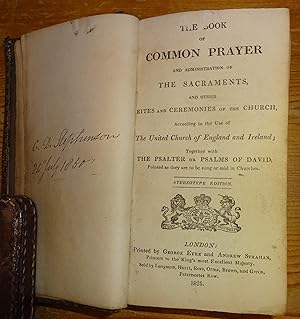 C. D. Stephenson
24 July 1850
THE BOOK
OF
COMMON PRAYER
AND ADMINISTRATION OF
THE SACRAMENTS,
AND OTHER
RITES AND CEREMONIES OF THE CHURCH,
According to the Use of
The United Church of England and Ireland;
Together with
THE PSALTER OR PSALMS OF DAVID,
Pointed as they are to be sung or said in Churches.
STEREOTYPE EDITION.
LONDON:
Printed by GEORGE EYRE and ANDREW STRAHAN,
Printers to the King's most Excellent Majesty.
Sold by Longman, Hurst, Rees, Orme, Brown, and Green,
Paternoster Row.
1825.